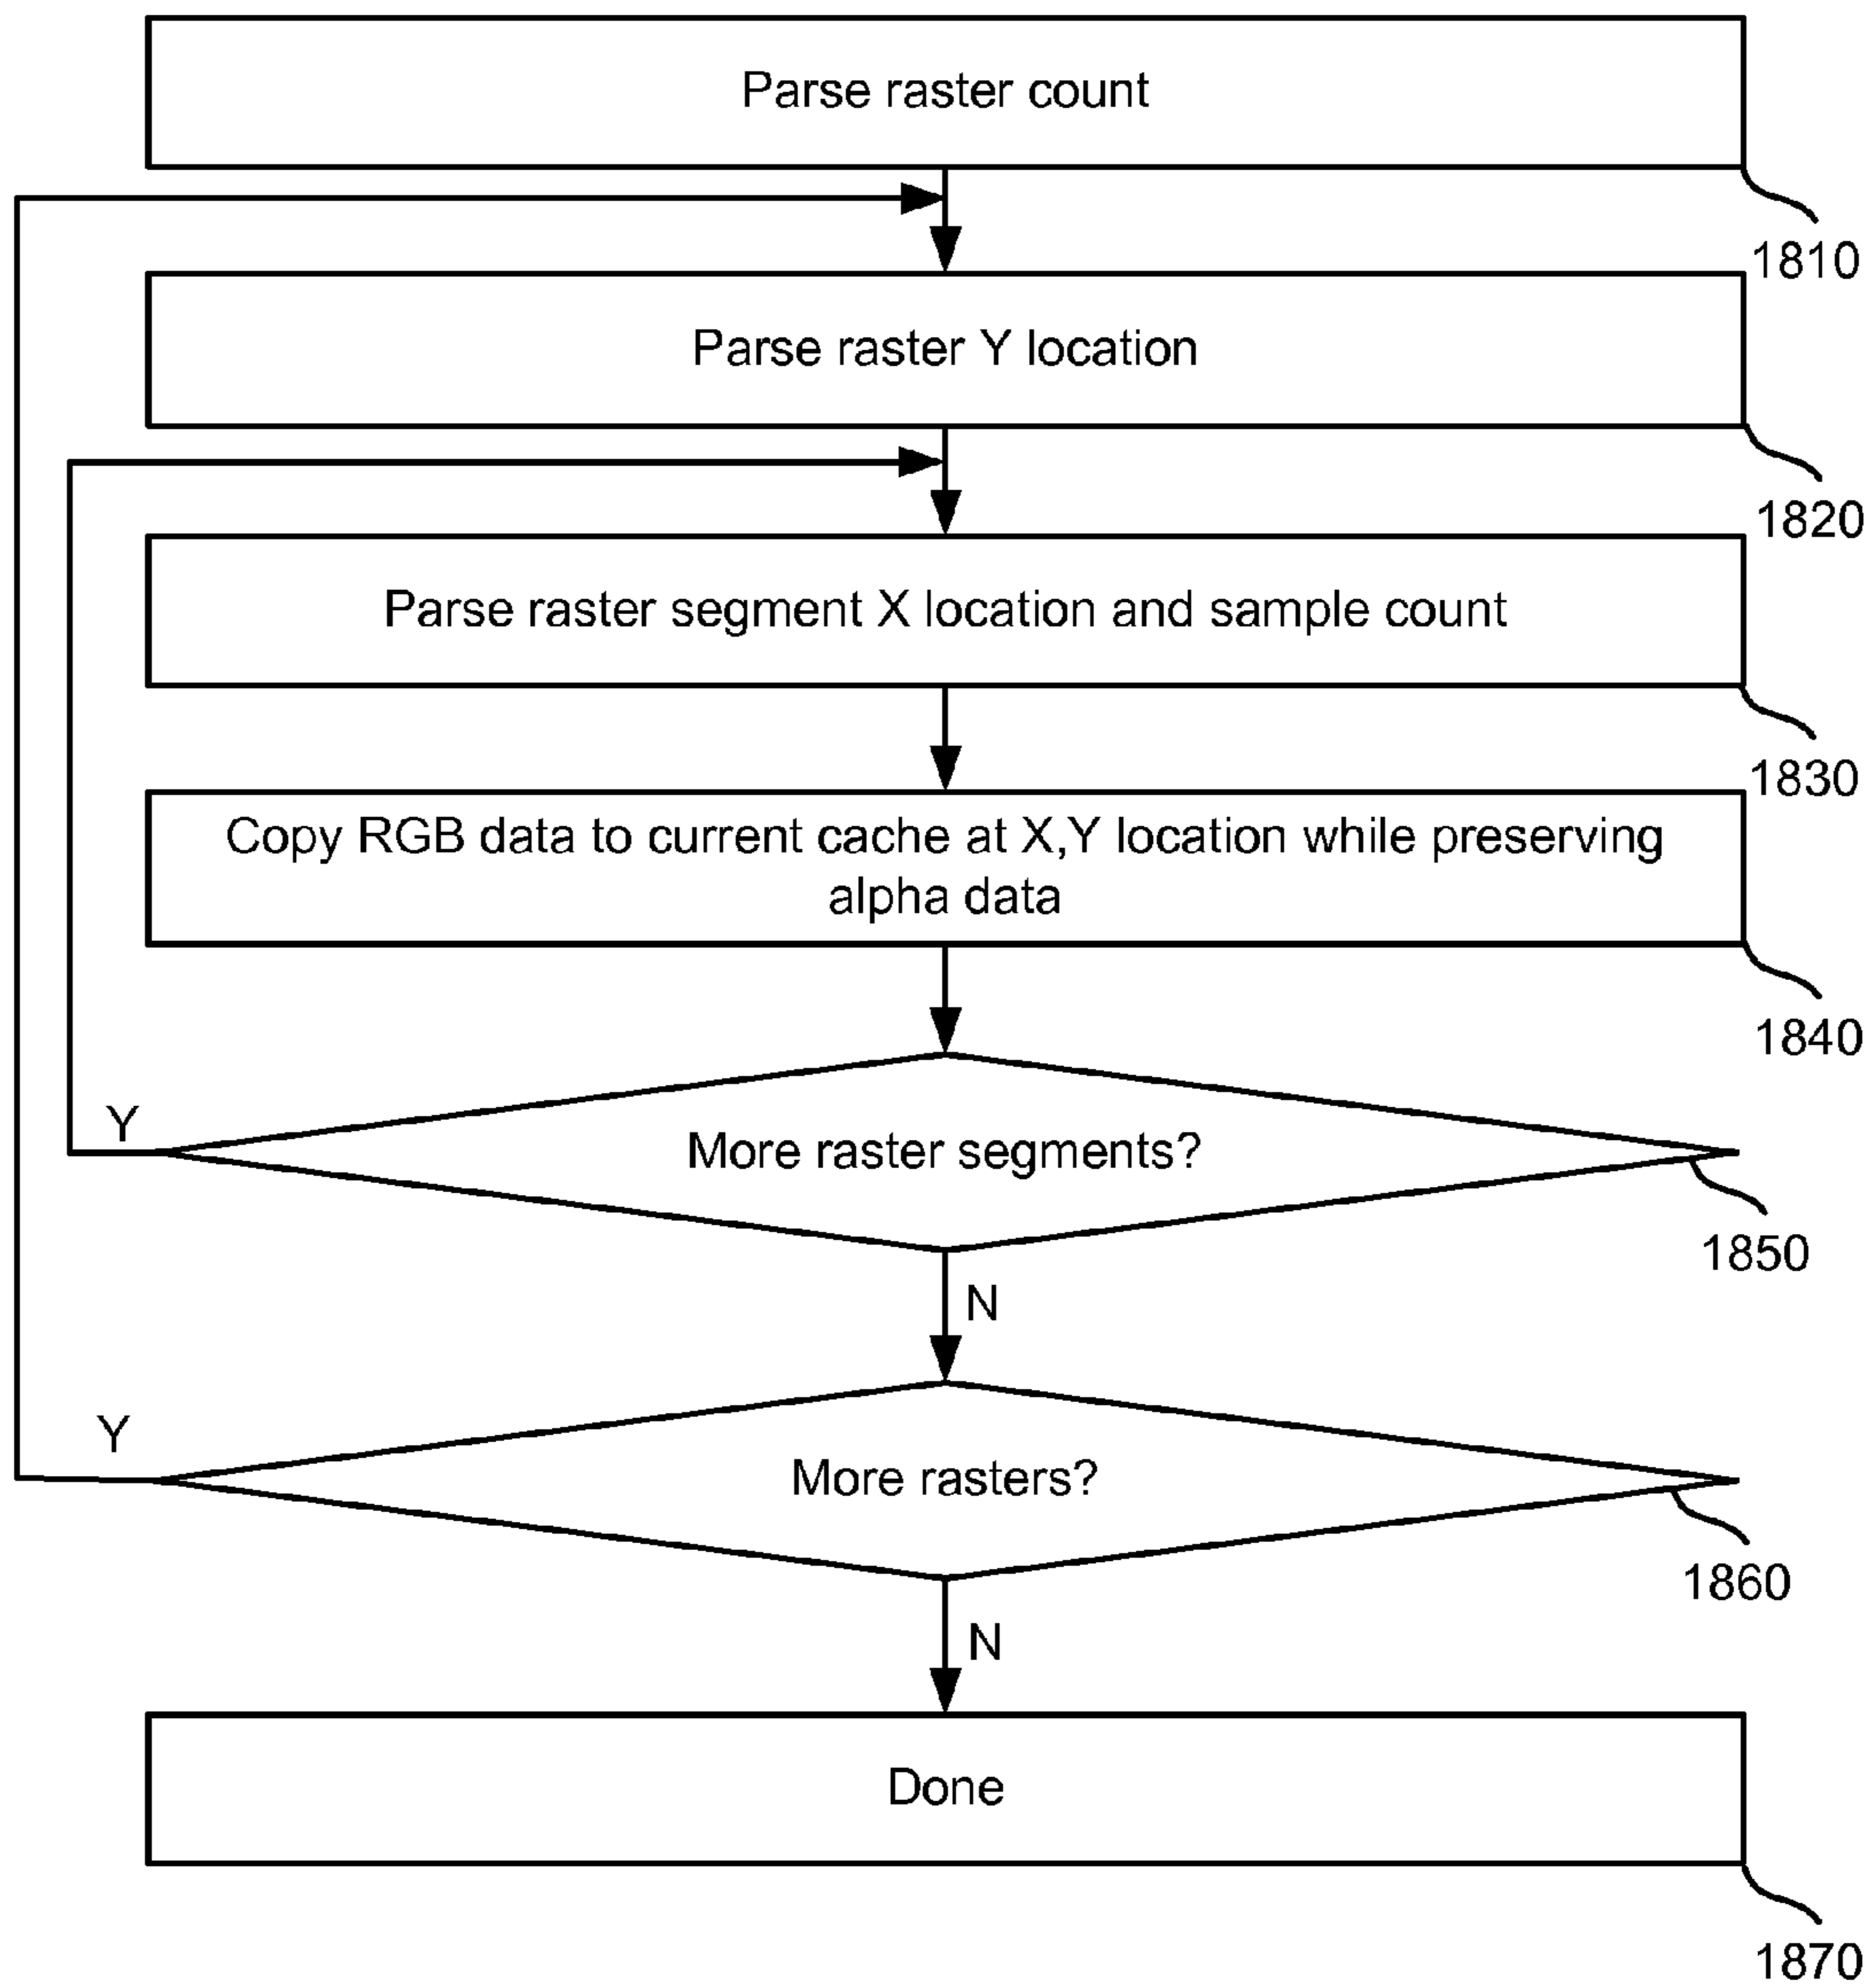 Parse raster count
1810
Parse raster Y location
1820
Parse raster segment X location and sample count
1830
Copy RGB data to current cache at X,Y location while preserving
alpha data
1840
Y
More raster segments?
1850
N
Y
More rasters?
1860
N
Done
1870